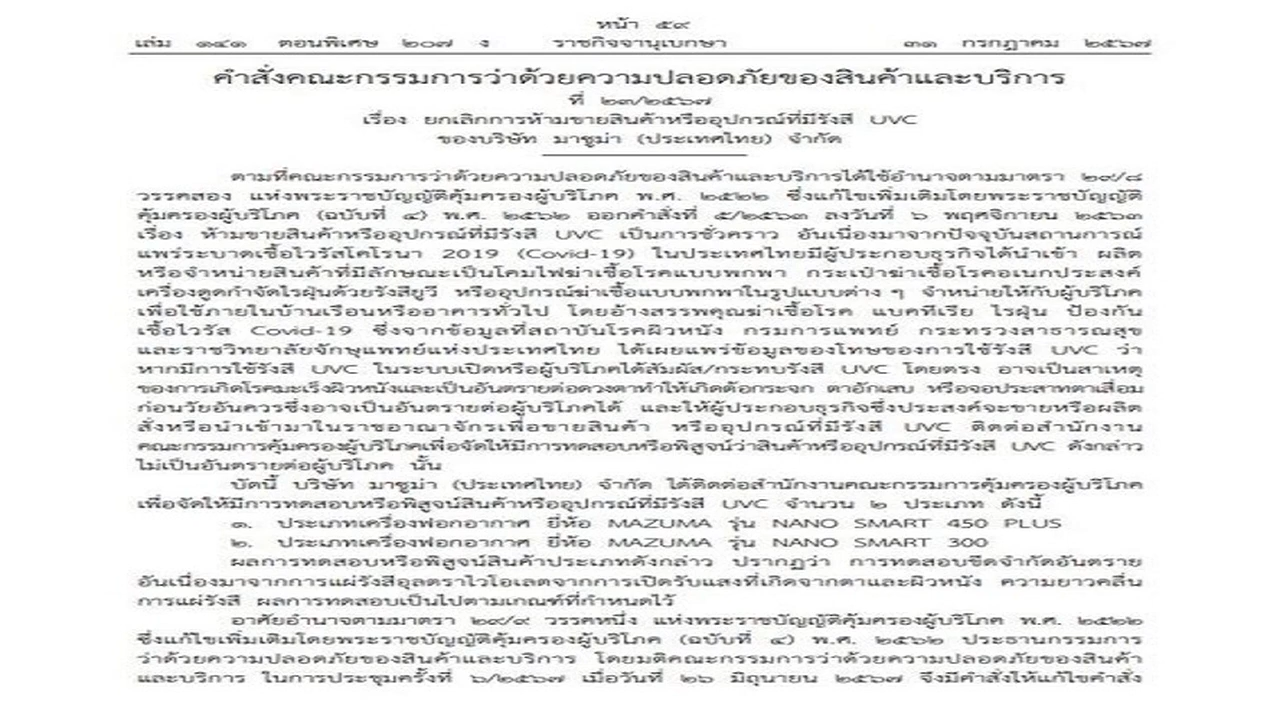 หน้า ๕๙
เล่ม ๑๔๑ ตอนพิเศษ ๒๐๗ ง ราชกิจจานุเบกษา ๓๑ กรกฎาคม ๒๕๖๗
คำสั่งคณะกรรมการว่าด้วยความปลอดภัยของสินค้าและบริการ
ที่ ๒๓/๒๕๖๗
เรื่อง ยกเลิกการห้ามขายสินค้าหรืออุปกรณ์ที่มีรังสี UVC
ของบริษัท มาซูม่า (ประเทศไทย) จำกัด
ตามที่คณะกรรมการว่าด้วยความปลอดภัยของสินค้าและบริการได้ใช้อำนาจตามมาตรา ๒๙/๘
วรรคสอง แห่งพระราชบัญญัติคุ้มครองผู้บริโภค พ.ศ. ๒๕๒๒ ซึ่งแก้ไขเพิ่มเติมโดยพระราชบัญญัติ
คุ้มครองผู้บริโภค (ฉบับที่ ๔) พ.ศ. ๒๕๖๒ ออกคำสั่งที่ ๕/๒๕๖๓ ลงวันที่ ๖ พฤศจิกายน ๒๕๖๓
เรื่อง ห้ามขายสินค้าหรืออุปกรณ์ที่มีรังสี UVC เป็นการชั่วคราว อันเนื่องมาจากปัจจุบันสถานการณ์
แพร่ระบาดเชื้อไวรัสโคโรนา 2019 (Covid-19) ในประเทศไทยมีผู้ประกอบธุรกิจได้นำเข้า ผลิต
หรือจำหน่ายสินค้าที่มีลักษณะเป็นโคมไฟฆ่าเชื้อโรคแบบพกพา กระเป๋าฆ่าเชื้อโรคอเนกประสงค์
เครื่องดูดกำจัดไรฝุ่นด้วยรังสียูวี หรืออุปกรณ์ฆ่าเชื้อแบบพกพาในรูปแบบต่าง ๆ จำหน่ายให้กับผู้บริโภค
เพื่อใช้ภายในบ้านเรือนหรืออาคารทั่วไป โดยอ้างสรรพคุณฆ่าเชื้อโรค แบคทีเรีย ไรฝุ่น ป้องกัน
เชื้อไวรัส Covid-19 ซึ่งจากข้อมูลที่สถาบันโรคผิวหนัง กรมการแพทย์ กระทรวงสาธารณสุข
และราชวิทยาลัยจักษุแพทย์แห่งประเทศไทย ได้เผยแพร่ข้อมูลของโทษของการใช้รังสี UVC ว่า
หากมีการใช้รังสี UVC ในระบบเปิดหรือผู้บริโภคได้สัมผัส/กระทบรังสี UVC โดยตรง อาจเป็นสาเหตุ
ของการเกิดโรคมะเร็งผิวหนังและเป็นอันตรายต่อดวงตาทำให้เกิดต้อกระจก ตาอักเสบ หรือจอประสาทตาเสื่อม
ก่อนวัยอันควรซึ่งอาจเป็นอันตรายต่อผู้บริโภคได้ และให้ผู้ประกอบธุรกิจซึ่งประสงค์จะขายหรือผลิต
สั่งหรือนำเข้ามาในราชอาณาจักรเพื่อขายสินค้า หรืออุปกรณ์ที่มีรังสี UVC ติดต่อสำนักงาน
คณะกรรมการคุ้มครองผู้บริโภคเพื่อจัดให้มีการทดสอบหรือพิสูจน์ว่าสินค้าหรืออุปกรณ์ที่มีรังสี UVC ดังกล่าว
ไม่เป็นอันตรายต่อผู้บริโภค นั้น
บัดนี้ บริษัท มาซูม่า (ประเทศไทย) จำกัด ได้ติดต่อสำนักงานคณะกรรมการคุ้มครองผู้บริโภค
เพื่อจัดให้มีการทดสอบหรือพิสูจน์สินค้าหรืออุปกรณ์ที่มีรังสี UVC จำนวน ๒ ประเภท ดังนี้
๑. ประเภทเครื่องฟอกอากาศ ยี่ห้อ MAZUMA รุ่น NANO SMART 450 PLUS
๒. ประเภทเครื่องฟอกอากาศ ยี่ห้อ MAZUMA รุ่น NANO SMART 300
ผลการทดสอบหรือพิสูจน์สินค้าประเภทดังกล่าว ปรากฏว่า การทดสอบขีดจำกัดอันตราย
อันเนื่องมาจากการแผ่รังสีอุลตราไวโอเลตจากการเปิดรับแสงที่เกิดจากตาและผิวหนัง ความยาวคลื่น
การแผ่รังสี ผลการทดสอบเป็นไปตามเกณฑ์ที่กำหนดไว้
อาศัยอำนาจตามมาตรา ๒๙/๙ วรรคหนึ่ง แห่งพระราชบัญญัติคุ้มครองผู้บริโภค พ.ศ. ๒๕๒๒
ซึ่งแก้ไขเพิ่มเติมโดยพระราชบัญญัติคุ้มครองผู้บริโภค (ฉบับที่ ๔) พ.ศ. ๒๕๖๒ ประธานกรรมการ
ว่าด้วยความปลอดภัยของสินค้าและบริการ โดยมติคณะกรรมการว่าด้วยความปลอดภัยของสินค้า
และบริการ ในการประชุมครั้งที่ ๖/๒๕๖๗ เมื่อวันที่ ๒๖ มิถุนายน ๒๕๖๗ จึงมีคำสั่งให้แก้ไขคำสั่ง